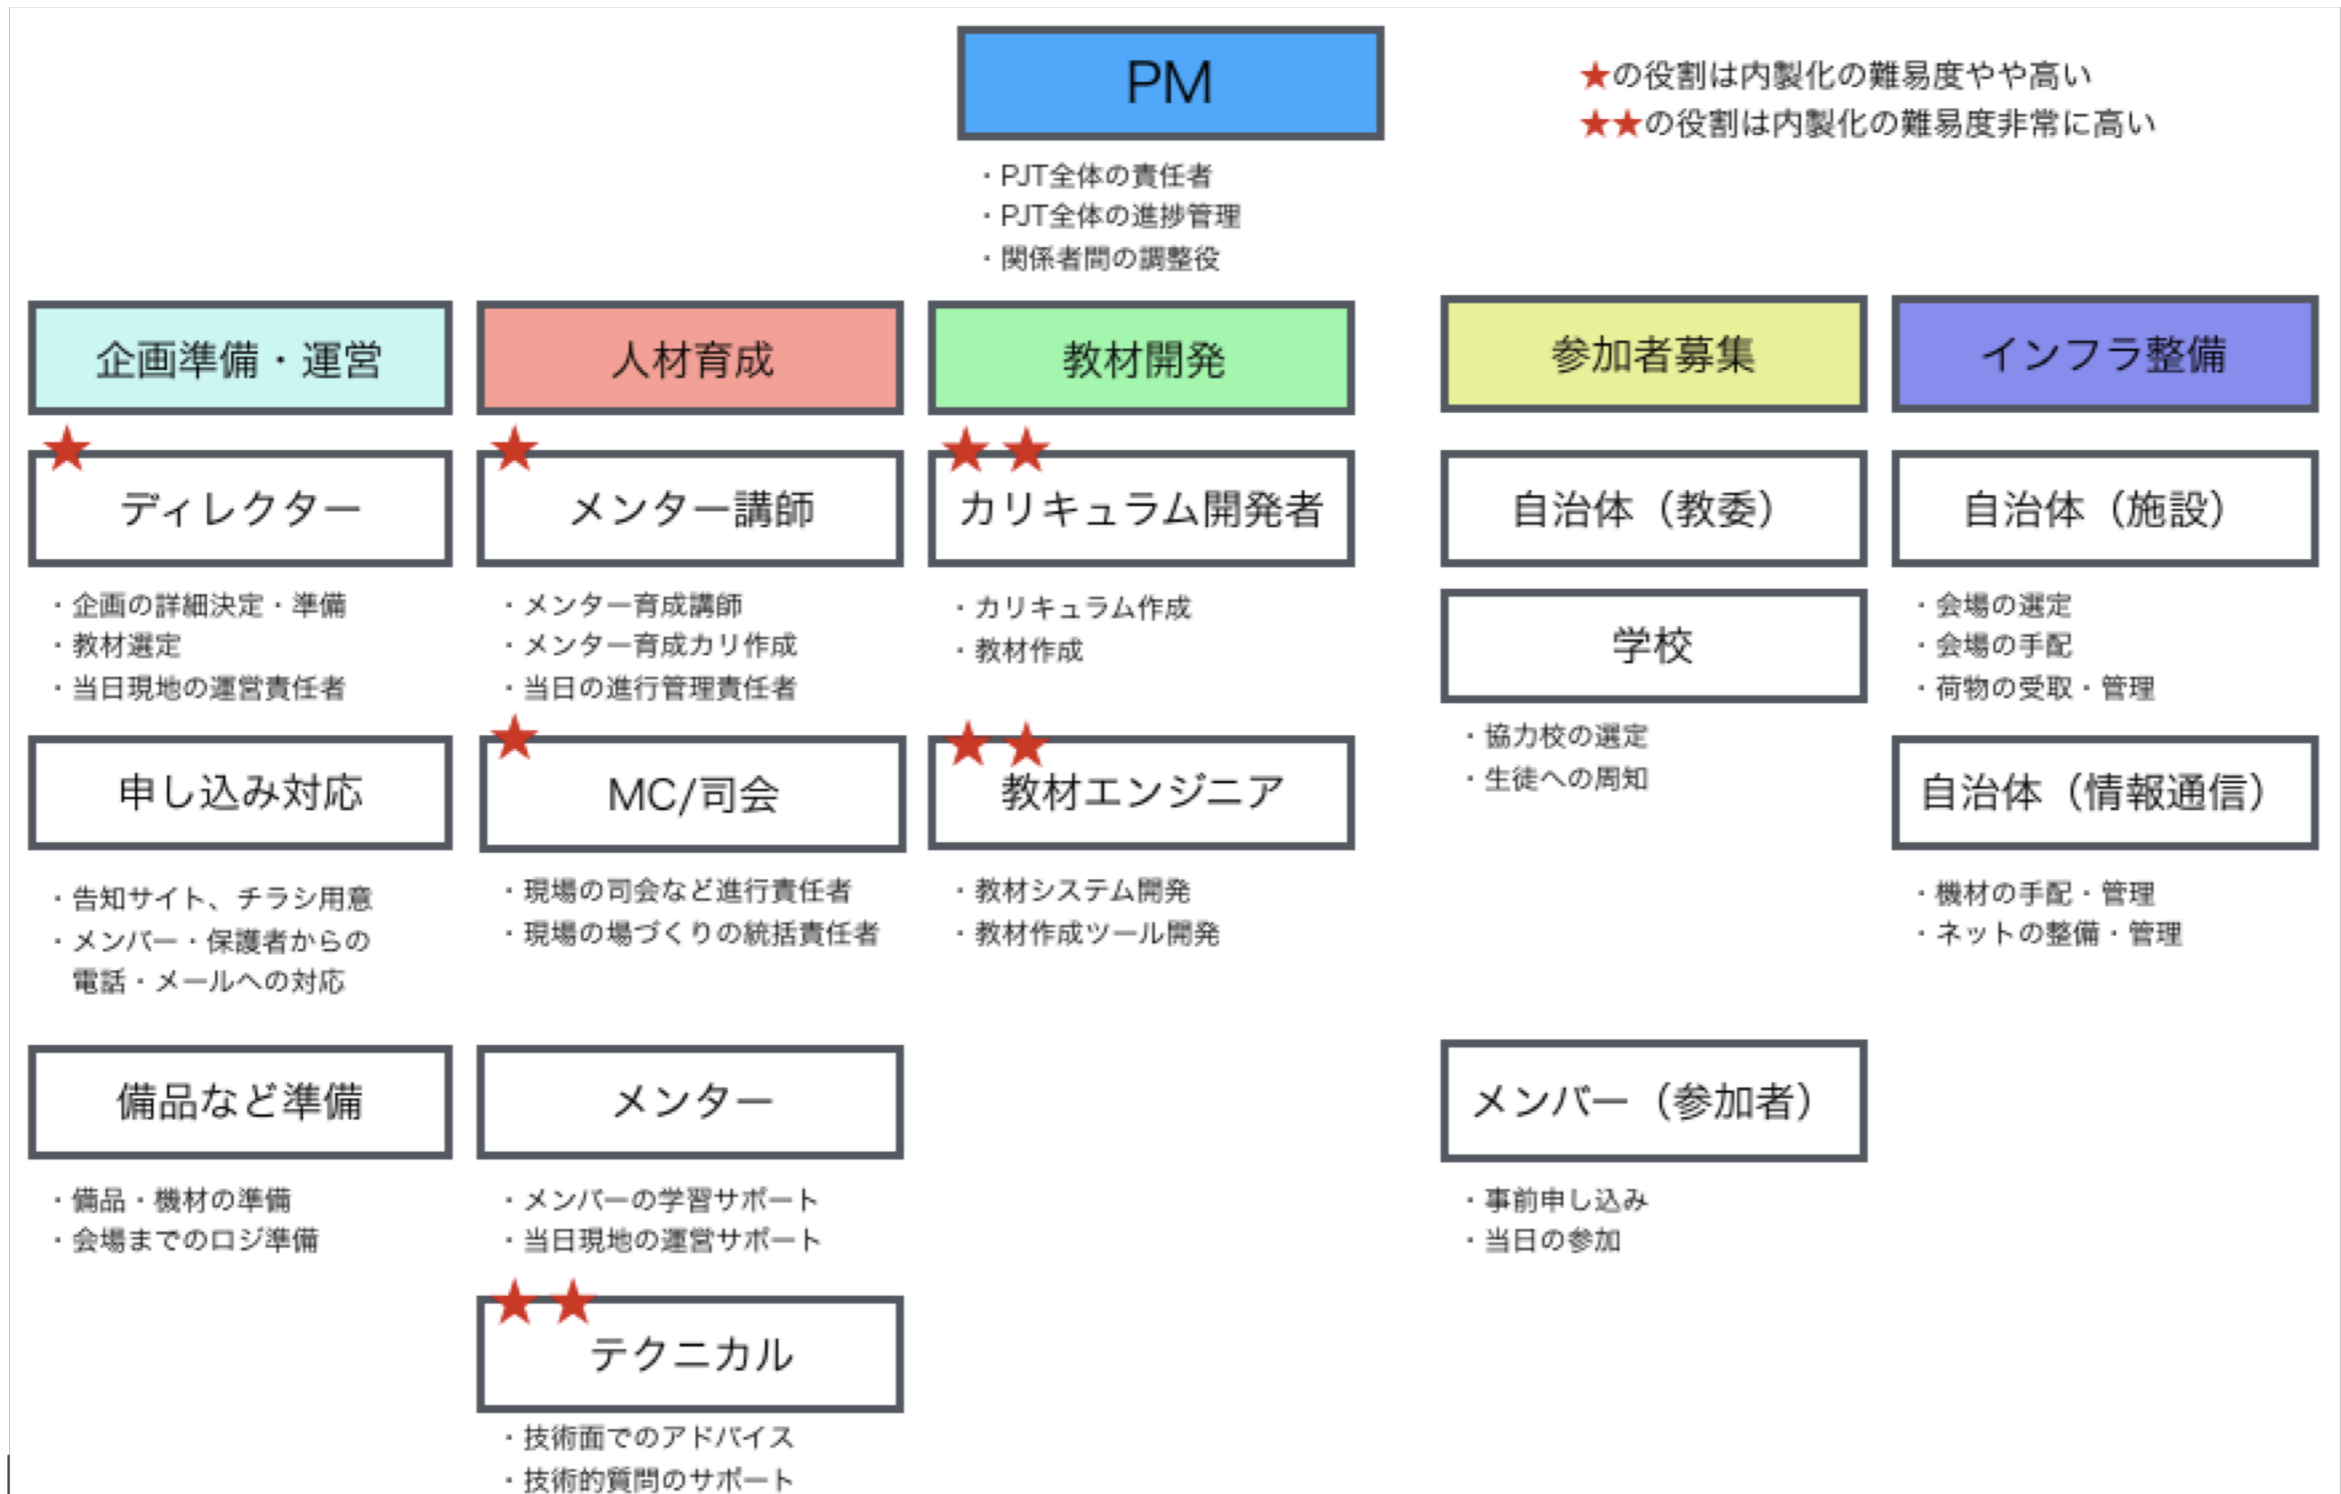 PM
★の役割は内製化の難易度やや高い
★★の役割は内製化の難易度非常に高い
・PJT全体の責任者
・PJT全体の進捗管理
・関係者間の調整役
企画準備・運営
★
ディレクター
・企画の詳細決定・準備
・教材選定
・当日現地の運営責任者
申し込み対応
・告知サイト、チラシ用意
・メンバー・保護者からの
電話・メールへの対応
備品など準備
・備品・機材の準備
・会場までのロジ準備
人材育成
★
メンター講師
・メンター育成講師
・メンター育成カリ作成
・当日の進行管理責任者
★
MC/司会
・現場の司会など進行責任者
・現場の場づくりの統括責任者
メンター
・メンバーの学習サポート
・当日現地の運営サポート
★★
テクニカル
・技術面でのアドバイス
・技術的質問のサポート
教材開発
★★
カリキュラム開発者
・カリキュラム作成
・教材作成
★★
教材エンジニア
・教材システム開発
・教材作成ツール開発
参加者募集
自治体（教委）
学校
・協力校の選定
・生徒への周知
メンバー（参加者）
・事前申し込み
・当日の参加
インフラ整備
自治体（施設）
・会場の選定
・会場の手配
・荷物の受取・管理
自治体（情報通信）
・機材の手配・管理
・ネットの整備・管理